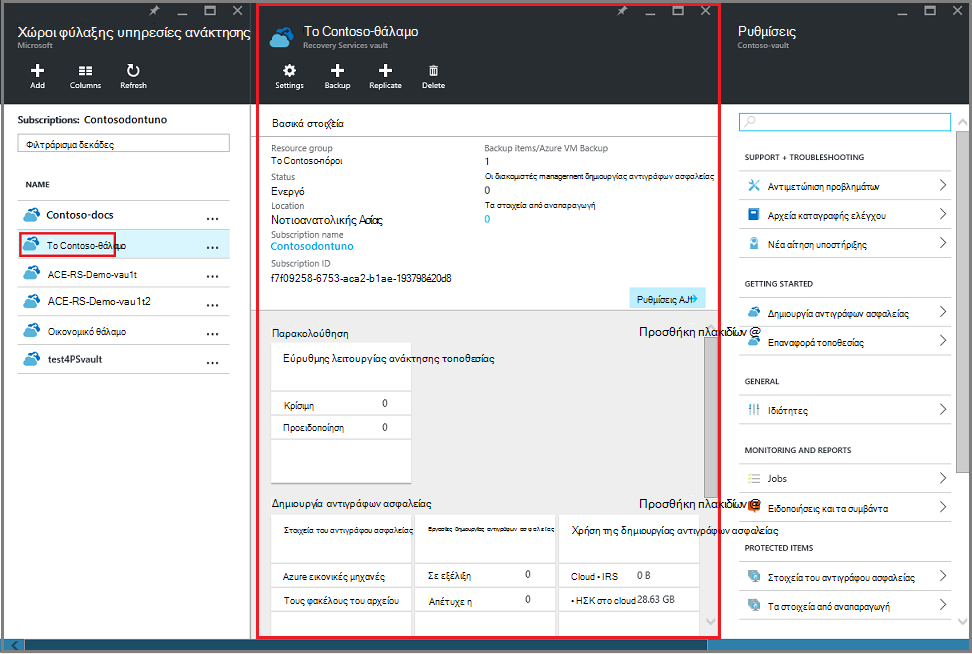 Χώροι φύλαξης υπηρεσίες ανάκτησης
Microsoft
Add
Columns
Refresh
Subscriptions: Contosodontuno
Φιλτράρισμα δεκάδες
NAME
Contoso-docs
Το Contoso-θάλαμο
ACE-RS-Demo-vau1t
ACE-RS-Demo-vau1t2
Οικονομικό θάλαμο
test4PSvault
Το Contoso-θάλαμο
Recovery Services vault
Settings
Backup
Replicate
Delete
Βασικά στοιχεία
Resource group
Το Contoso-πόροι
Status
Ενεργό
Location
Νοτιοανατολικής Ασίας
Subscription name
Contosodontuno
Subscription ID
f7f09258-6753-aca2-b1ae-193798e20d8
Backup items/Azure VM Backup
1
Οι διακομιστές management δημιουργίας αντιγράφων ασφαλείας
0
Τα στοιχεία από αναπαραγωγή
0
Ρυθμίσεις AJt
Παρακολούθηση
Προσθήκη πλακιδίων @
Εύρυθμης λειτουργίας ανάκτησης τοποθεσίας
Κρίσιμη 0
Προειδοποίηση 0
Δημιουργία αντιγράφων ασφαλείας
Προσθήκη πλακιδίων @
Στοιχεία του αντιγράφου ασφαλείας
Azure εικονικές μηχανές
Τους φακέλους του αρχείου
Εργασίες δημιουργίας αντιγράφων ασφαλείας
Σε εξέλιξη 0
Απέτυχε η 0
Χρήση της δημιουργίας αντιγράφων ασφαλείας
Cloud • IRS 0 B
• ΗΣΚ στο cloud 28.63 GB
Ρυθμίσεις
Contoso-vault
SUPPORT + TROUBLESHOOTING
Αντιμετώπιση προβλημάτων
Αρχεία καταγραφής ελέγχου
Νέα αίτηση υποστήριξης
GETTING STARTED
Δημιουργία αντιγράφων ασφαλείας
Επαναφορά τοποθεσίας
GENERAL
Ιδιότητες
MONITORING AND REPORTS
Jobs
Ειδοποιήσεις και τα συμβάντα
PROTECTED ITEMS
Στοιχεία του αντιγράφου ασφαλείας
Τα στοιχεία από αναπαραγωγή